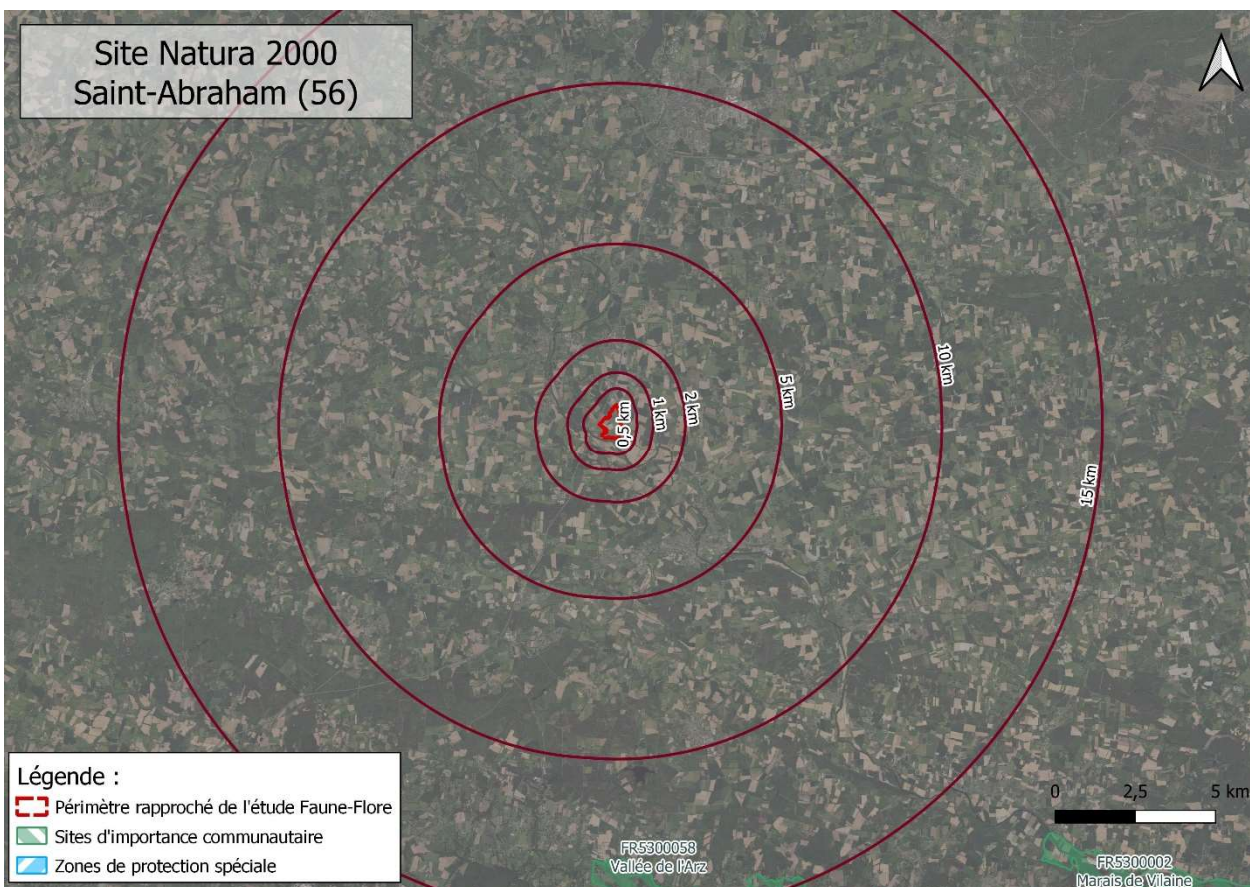 Site Natura 2000
Saint-Abraham (56)
10 km
5 km
2 km
1 km
0,5 km
15 km
Légende :
Périmètre rapproché de l'étude Faune-Flore
Sites d'importance communautaire
Zones de protection spéciale
0 2,5 5 km
FR5300058
Vallée de l'Arz
FR5300002
Marais de Vilaine